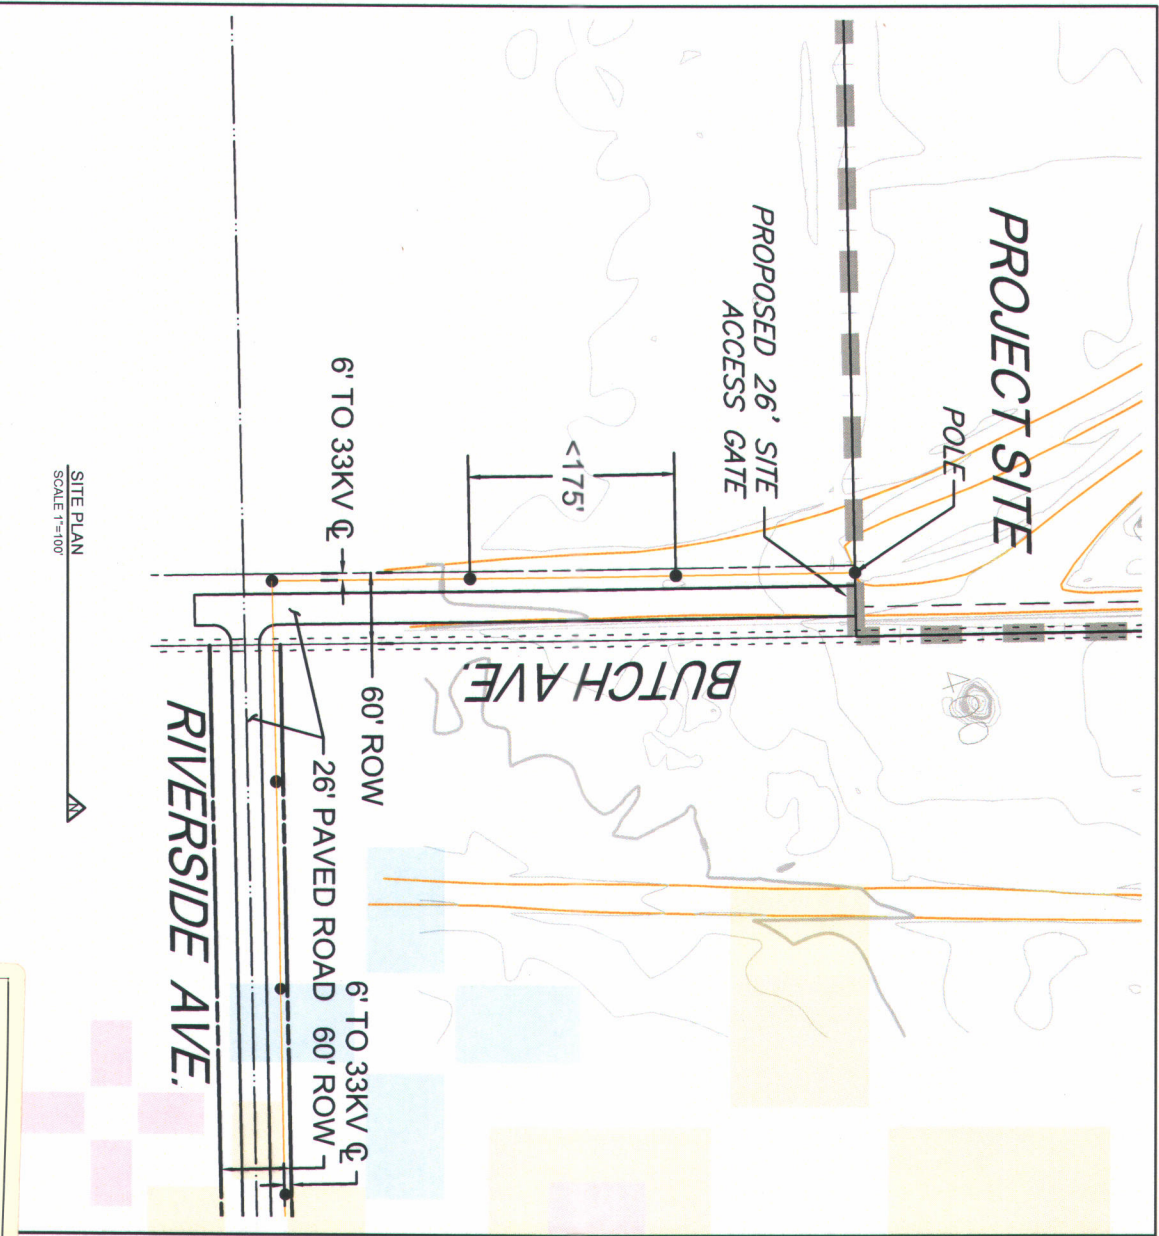 PROJECT SITE
POLE
PROPOSED 26' SITE
ACCESS GATE
<175'
6' TO 33KV ℄
60' ROW
BUTCH AVE.
490
26' PAVED ROAD
RIVERSIDE AVE.
6' TO 33KV ℄
60' ROW
SITE PLAN
SCALE 1"=100'
N